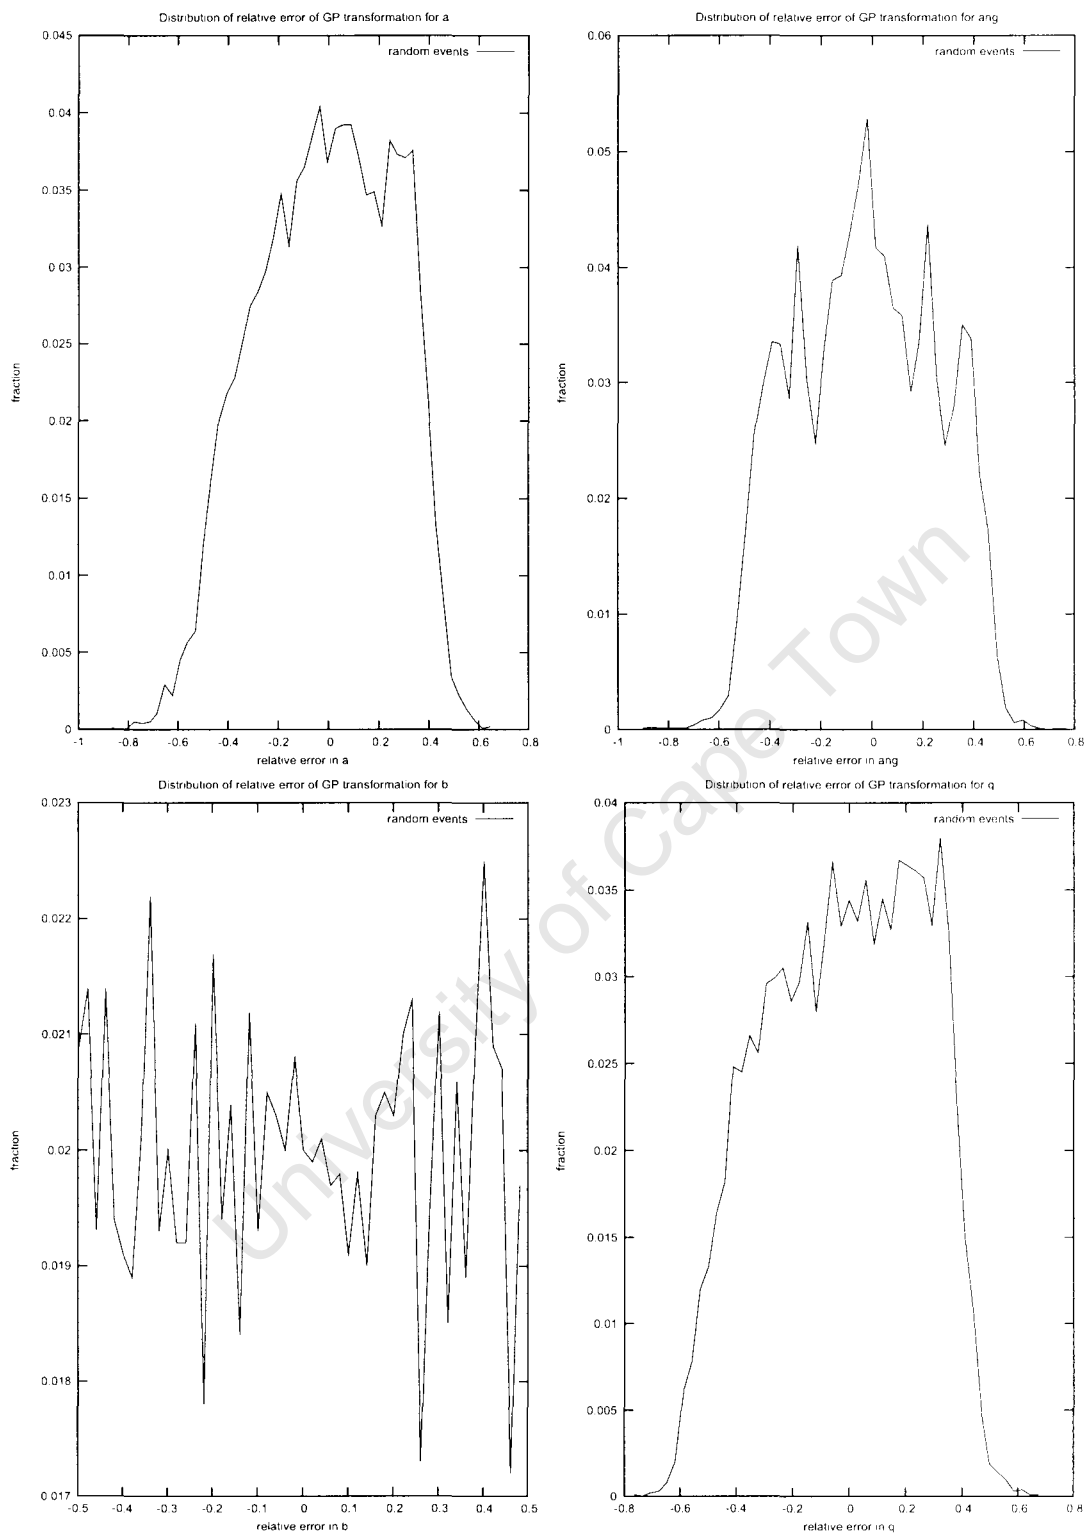 Distribution of relative error of GP transformation for a
random events
0.045
0.04
0.035
0.03
0.025
0.02
0.015
0.01
0.005
0
fraction
-1 -0.8 -0.6 -0.4 -0.2 0 0.2 0.4 0.6 0.8
relative error in a
Distribution of relative error of GP transformation for ang
random events
0.06
0.05
0.04
0.03
0.02
0.01
0
fraction
-1 -0.8 -0.6 -0.4 -0.2 0 0.2 0.4 0.6 0.8
relative error in ang
Distribution of relative error of GP transformation for b
random events
0.023
0.022
0.021
0.02
0.019
0.018
0.017
fraction
-0.5 -0.4 -0.3 -0.2 -0.1 0 0.1 0.2 0.3 0.4 0.5
relative error in b
Distribution of relative error of GP transformation for q
random events
0.04
0.035
0.03
0.025
0.02
0.015
0.01
0.005
0
fraction
-0.8 -0.6 -0.4 -0.2 0 0.2 0.4 0.6 0.8
relative error in q
University of Cape Town